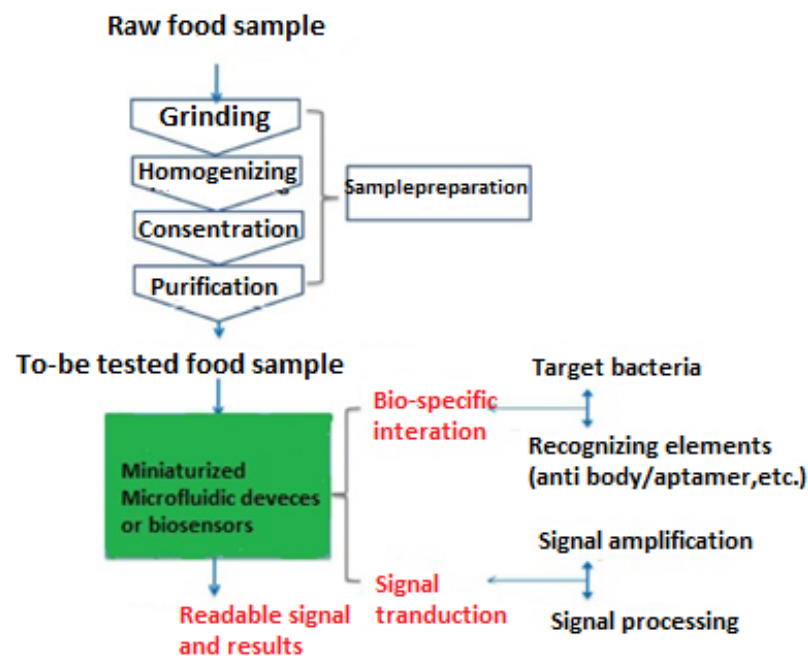 Raw food sample
Grinding
Homogenizing
Samplepreparation
Consentration
Purification
To-be tested food sample
Target bacteria
Bio-specific
interation
Recognizing elements
(anti body/aptamer,etc.)
Miniaturized
Microfluidic deveces
or biosensors
Signal amplification
Signal
tranduction
Signal processing
Readable signal
and results